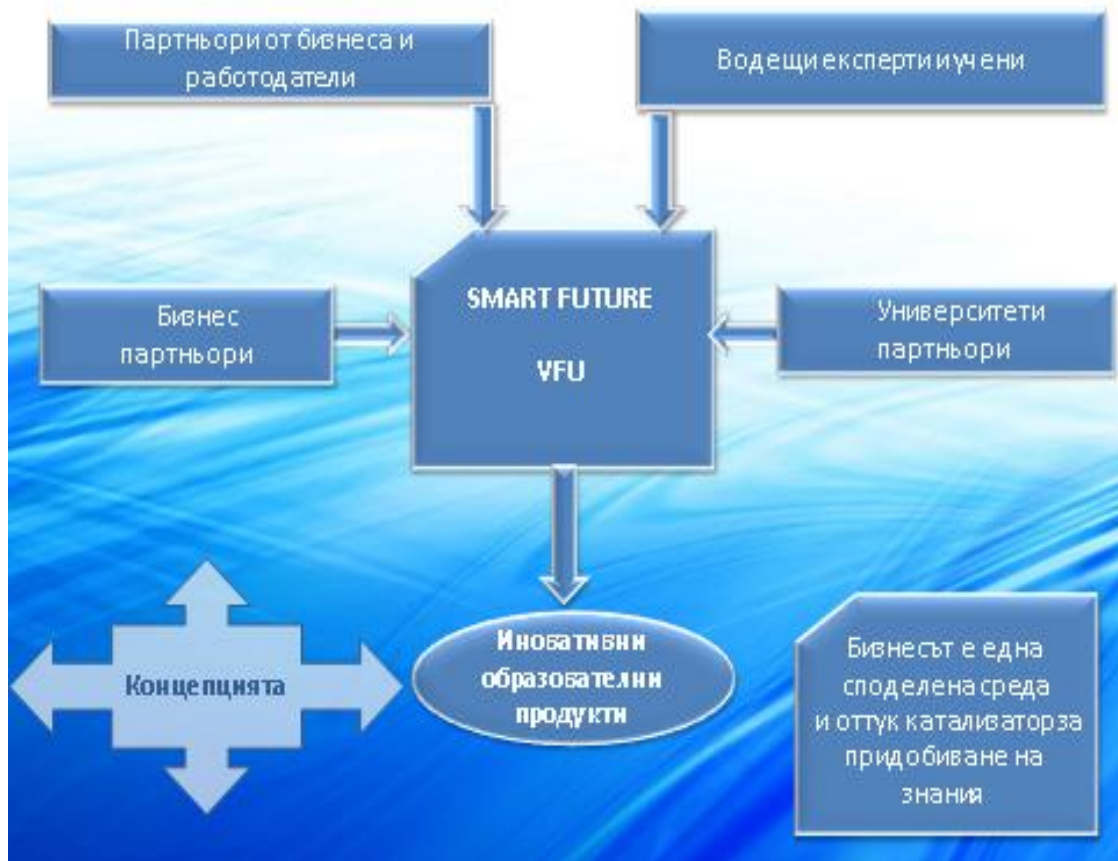 Партньори от бизнеса и
работодатели
Водещи експерти и учени
SMART FUTURE
VFU
Бизнес
партньори
Университети
партньори
Иновативни
образователни
продукти
Концепцията
Бизнесът е една
споделена среда
и оттук катализатор за
придобиване на
знания